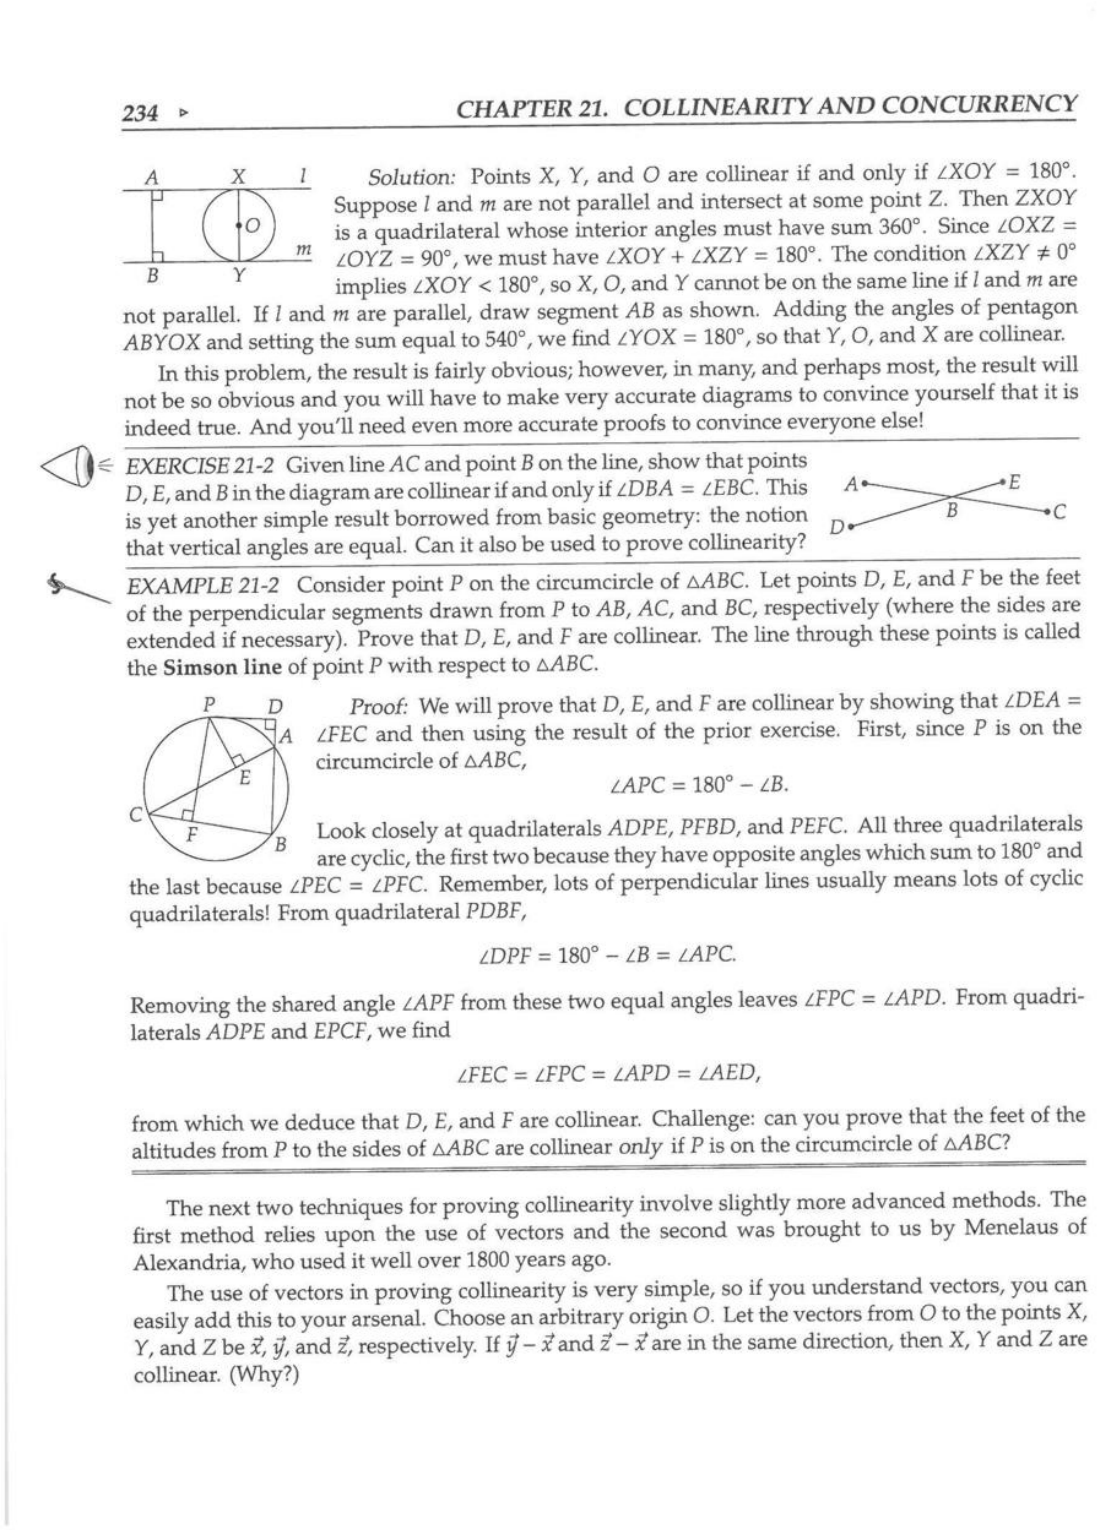 234 ▹ CHAPTER 21. COLLINEARITY AND CONCURRENCY
A X l
O
m
B Y
Solution: Points X, Y, and O are collinear if and only if ∠XOY = 180°.
Suppose l and m are not parallel and intersect at some point Z. Then ZXOY
is a quadrilateral whose interior angles must have sum 360°. Since ∠OXZ =
∠OYZ = 90°, we must have ∠XOY + ∠XZY = 180°. The condition ∠XZY ≠ 0°
implies ∠XOY < 180°, so X, O, and Y cannot be on the same line if l and m are
not parallel. If l and m are parallel, draw segment AB as shown. Adding the angles of pentagon
ABYOX and setting the sum equal to 540°, we find ∠YOX = 180°, so that Y, O, and X are collinear.
In this problem, the result is fairly obvious; however, in many, and perhaps most, the result will
not be so obvious and you will have to make very accurate diagrams to convince yourself that it is
indeed true. And you'll need even more accurate proofs to convince everyone else!
EXERCISE 21-2 Given line AC and point B on the line, show that points
D, E, and B in the diagram are collinear if and only if ∠DBA = ∠EBC. This
is yet another simple result borrowed from basic geometry: the notion
that vertical angles are equal. Can it also be used to prove collinearity?
A E
B C
D
EXAMPLE 21-2 Consider point P on the circumcircle of △ABC. Let points D, E, and F be the feet
of the perpendicular segments drawn from P to AB, AC, and BC, respectively (where the sides are
extended if necessary). Prove that D, E, and F are collinear. The line through these points is called
the Simson line of point P with respect to △ABC.
P D
A
E
C
F B
Proof: We will prove that D, E, and F are collinear by showing that ∠DEA =
∠FEC and then using the result of the prior exercise. First, since P is on the
circumcircle of △ABC,
∠APC = 180° − ∠B.
Look closely at quadrilaterals ADPE, PFBD, and PEFC. All three quadrilaterals
are cyclic, the first two because they have opposite angles which sum to 180° and
the last because ∠PEC = ∠PFC. Remember, lots of perpendicular lines usually means lots of cyclic
quadrilaterals! From quadrilateral PDBF,
∠DPF = 180° − ∠B = ∠APC.
Removing the shared angle ∠APF from these two equal angles leaves ∠FPC = ∠APD. From quadri-
laterals ADPE and EPCF, we find
∠FEC = ∠FPC = ∠APD = ∠AED,
from which we deduce that D, E, and F are collinear. Challenge: can you prove that the feet of the
altitudes from P to the sides of △ABC are collinear only if P is on the circumcircle of △ABC?
The next two techniques for proving collinearity involve slightly more advanced methods. The
first method relies upon the use of vectors and the second was brought to us by Menelaus of
Alexandria, who used it well over 1800 years ago.
The use of vectors in proving collinearity is very simple, so if you understand vectors, you can
easily add this to your arsenal. Choose an arbitrary origin O. Let the vectors from O to the points X,
Y, and Z be x⃗, y⃗, and z⃗, respectively. If y⃗ − x⃗ and z⃗ − x⃗ are in the same direction, then X, Y and Z are
collinear. (Why?)